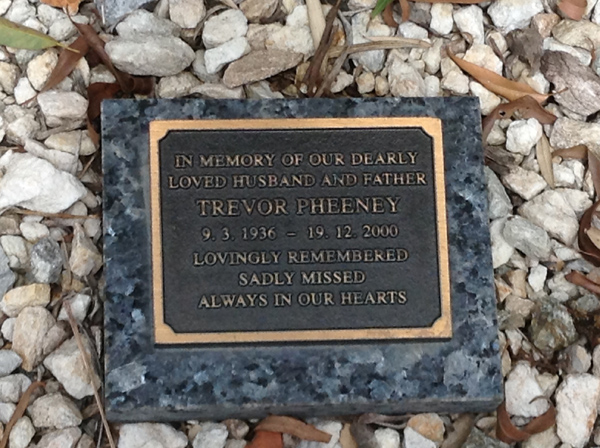 IN MEMORY OF OUR DEARLY
LOVED HUSBAND AND FATHER
TREVOR PHEENEY
9. 3. 1936 – 19. 12. 2000
LOVINGLY REMEMBERED
SADLY MISSED
ALWAYS IN OUR HEARTS